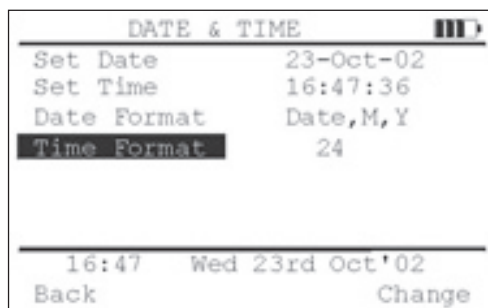 DATE & TIME
Set Date 23-Oct-02
Set Time 16:47:36
Date Format Date,M,Y
Time Format 24
16:47 Wed 23rd Oct'02
Back Change